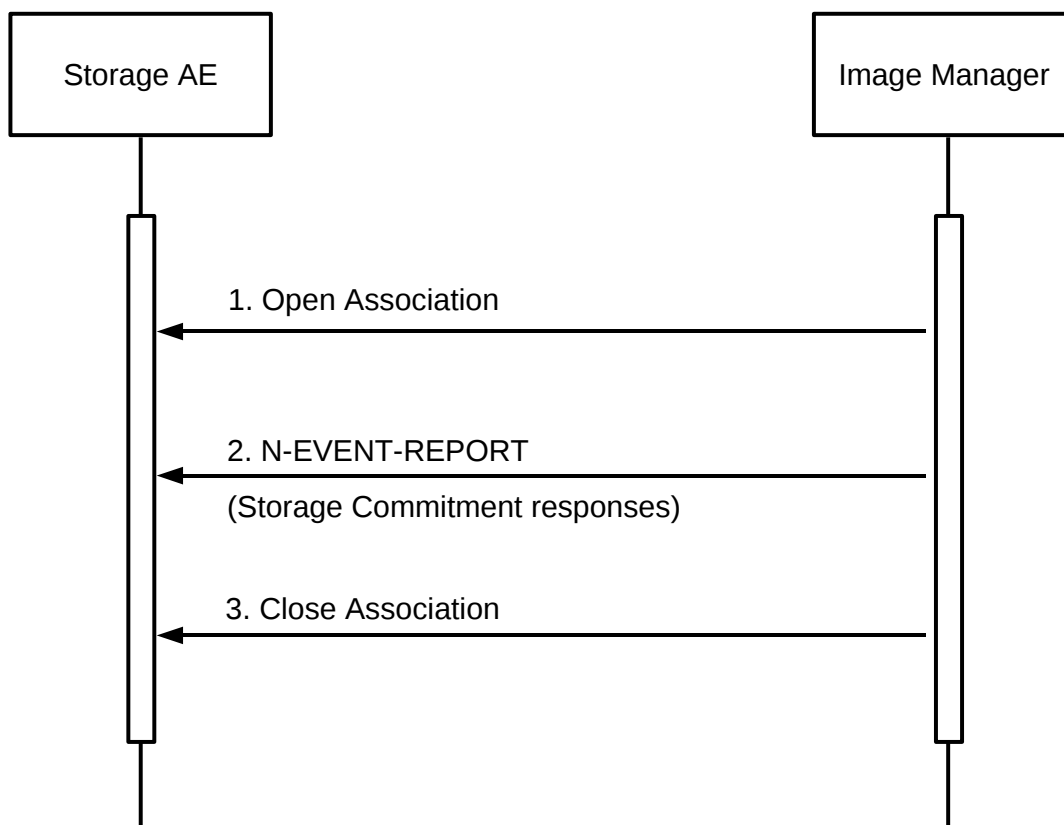 Storage AE
Image Manager
1. Open Association
2. N-EVENT-REPORT
(Storage Commitment responses)
3. Close Association